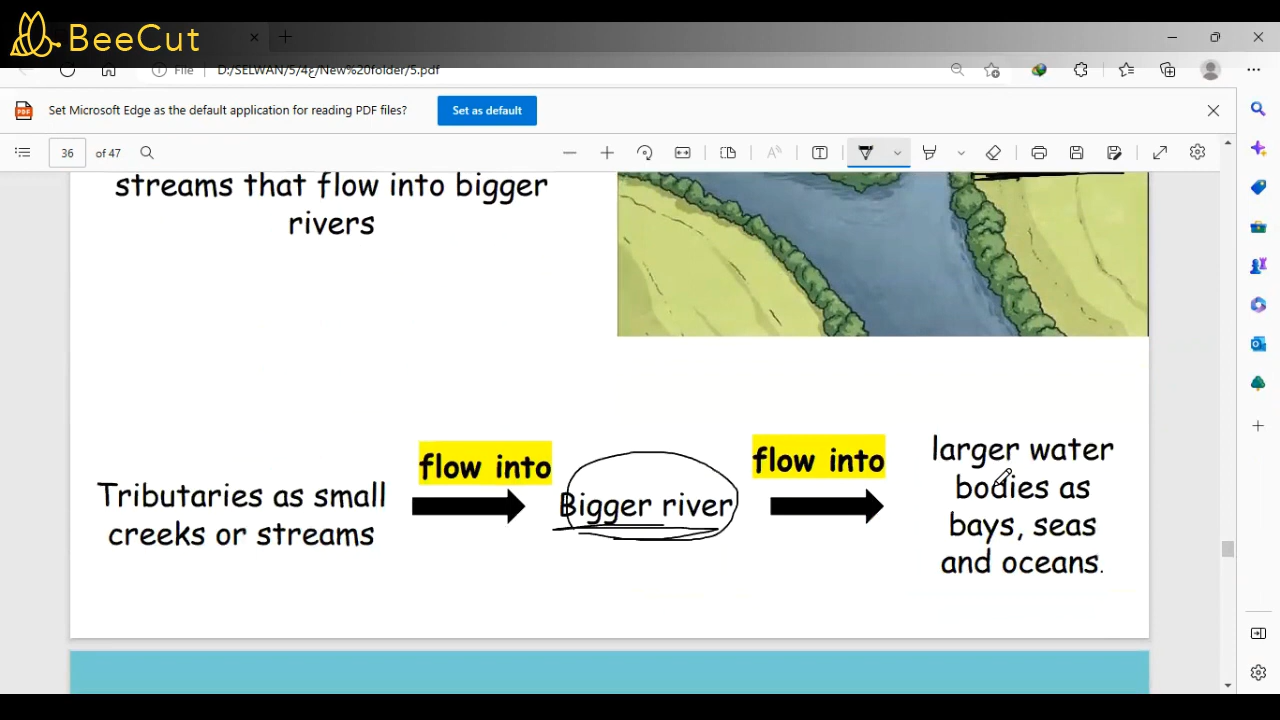 BeeCut
File D:/SELWAN/5/4ع/New%20folder/5.pdf
Set Microsoft Edge as the default application for reading PDF files? Set as default
36 of 47
streams that flow into bigger
rivers
Tributaries as small
creeks or streams
flow into
Bigger river
flow into
larger water
bodies as
bays, seas
and oceans.